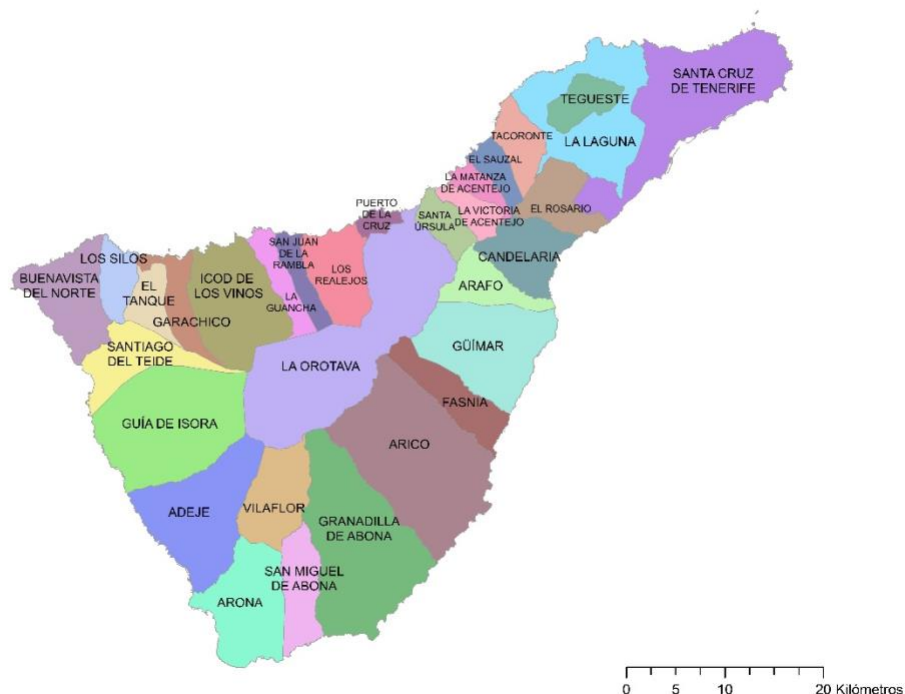 SANTA CRUZ
DE TENERIFE
TEGUESTE
LA LAGUNA
TACORONTE
EL SAUZAL
LA MATANZA
DE ACENTEJO
PUERTO
DE LA
CRUZ
SANTA
ÚRSULA
LA VICTORIA
DE ACENTEJO
EL ROSARIO
CANDELARIA
SAN JUAN
DE LA
RAMBLA
LOS SILOS
BUENAVISTA
DEL NORTE
EL
TANQUE
ICOD DE
LOS VINOS
LOS
REALEJOS
LA
GUANCHA
GARACHICO
ARAFO
SANTIAGO
DEL TEIDE
LA OROTAVA
GÜÍMAR
FASNIA
GUÍA DE ISORA
ARICO
ADEJE
VILAFLOR
GRANADILLA
DE ABONA
SAN MIGUEL
DE ABONA
ARONA
0 5 10 20 Kilómetros